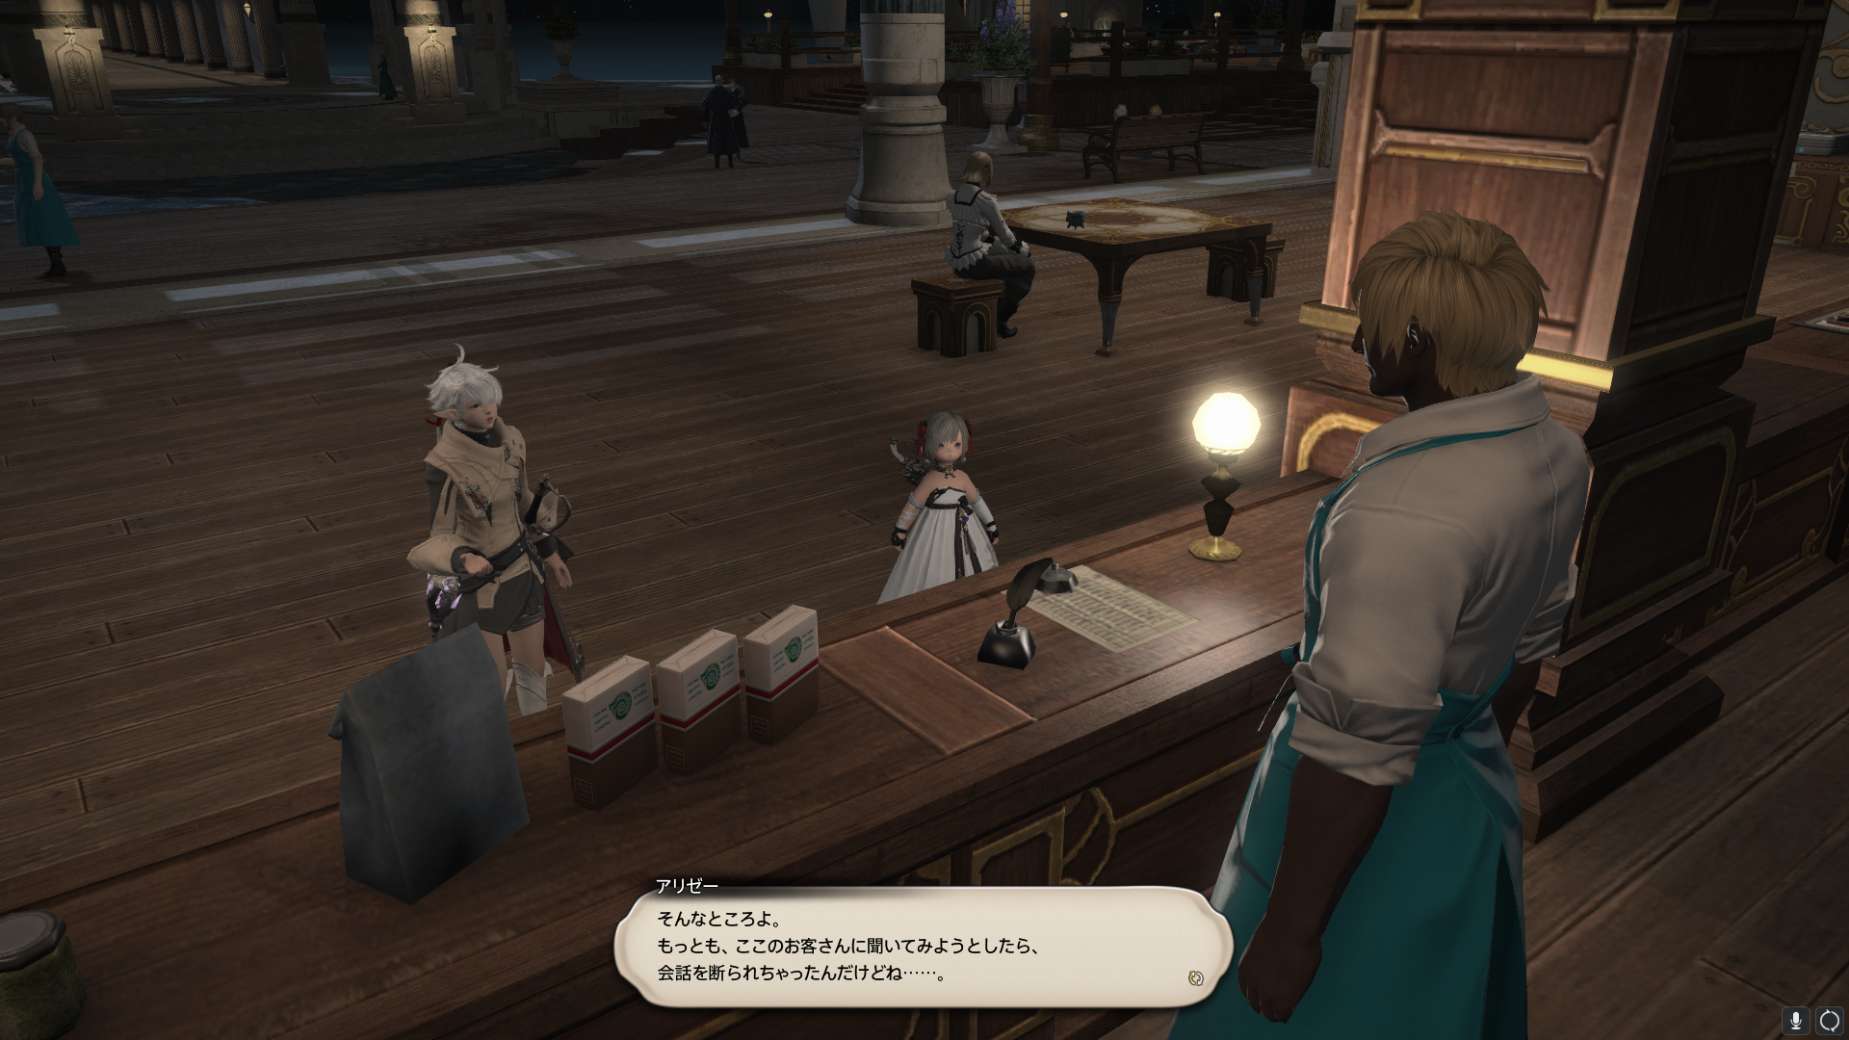 アリゼー
そんなところよ。
もっとも、ここのお客さんに聞いてみようとしたら、
会話を断られちゃったんだけどね……。